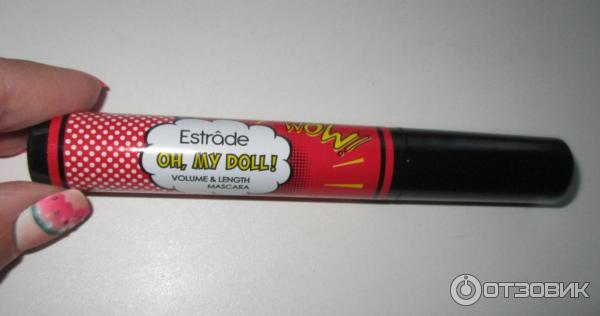 Estrâde
OH, MY DOLL!
VOLUME & LENGTH
MASCARA
WOW!
ОТЗОВИК